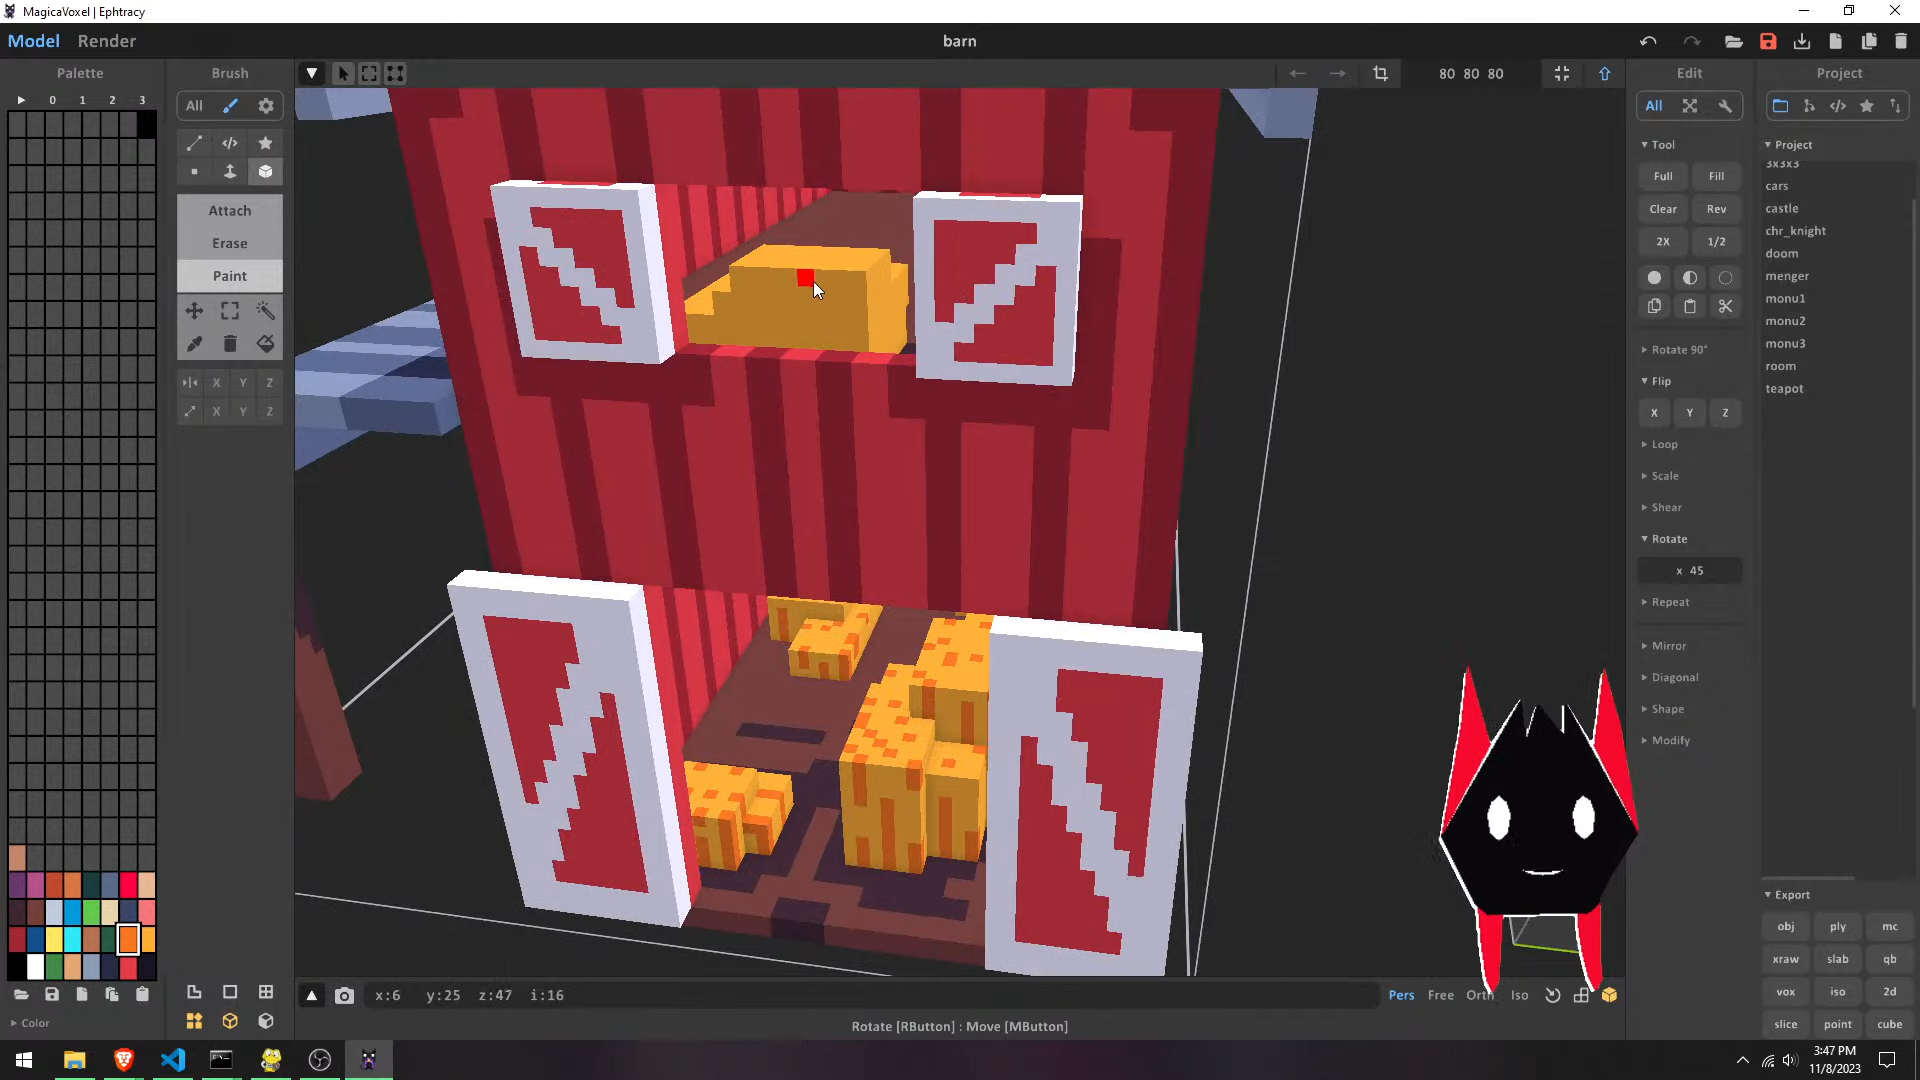 MagicaVoxel | Ephtracy
Model Render
barn
Palette
Brush
80 80 80
Edit
Project
0 1 2 3
All
All
Tool
Project
Full Fill
3x3x3
cars
Clear Rev
castle
Attach
chr_knight
Erase
2X 1/2
doom
Paint
menger
monu1
monu2
Rotate 90°
monu3
room
Flip
teapot
X Y Z
X Y Z
X Y Z
Loop
Scale
Shear
Rotate
x 45
Repeat
Mirror
Diagonal
Shape
Modify
Export
obj ply mc
xraw slab qb
vox iso 2d
slice point cube
x:6 y:25 z:47 i:16
Pers Free Orth Iso
Color
Rotate [RButton] : Move [MButton]
3:47 PM
11/8/2023